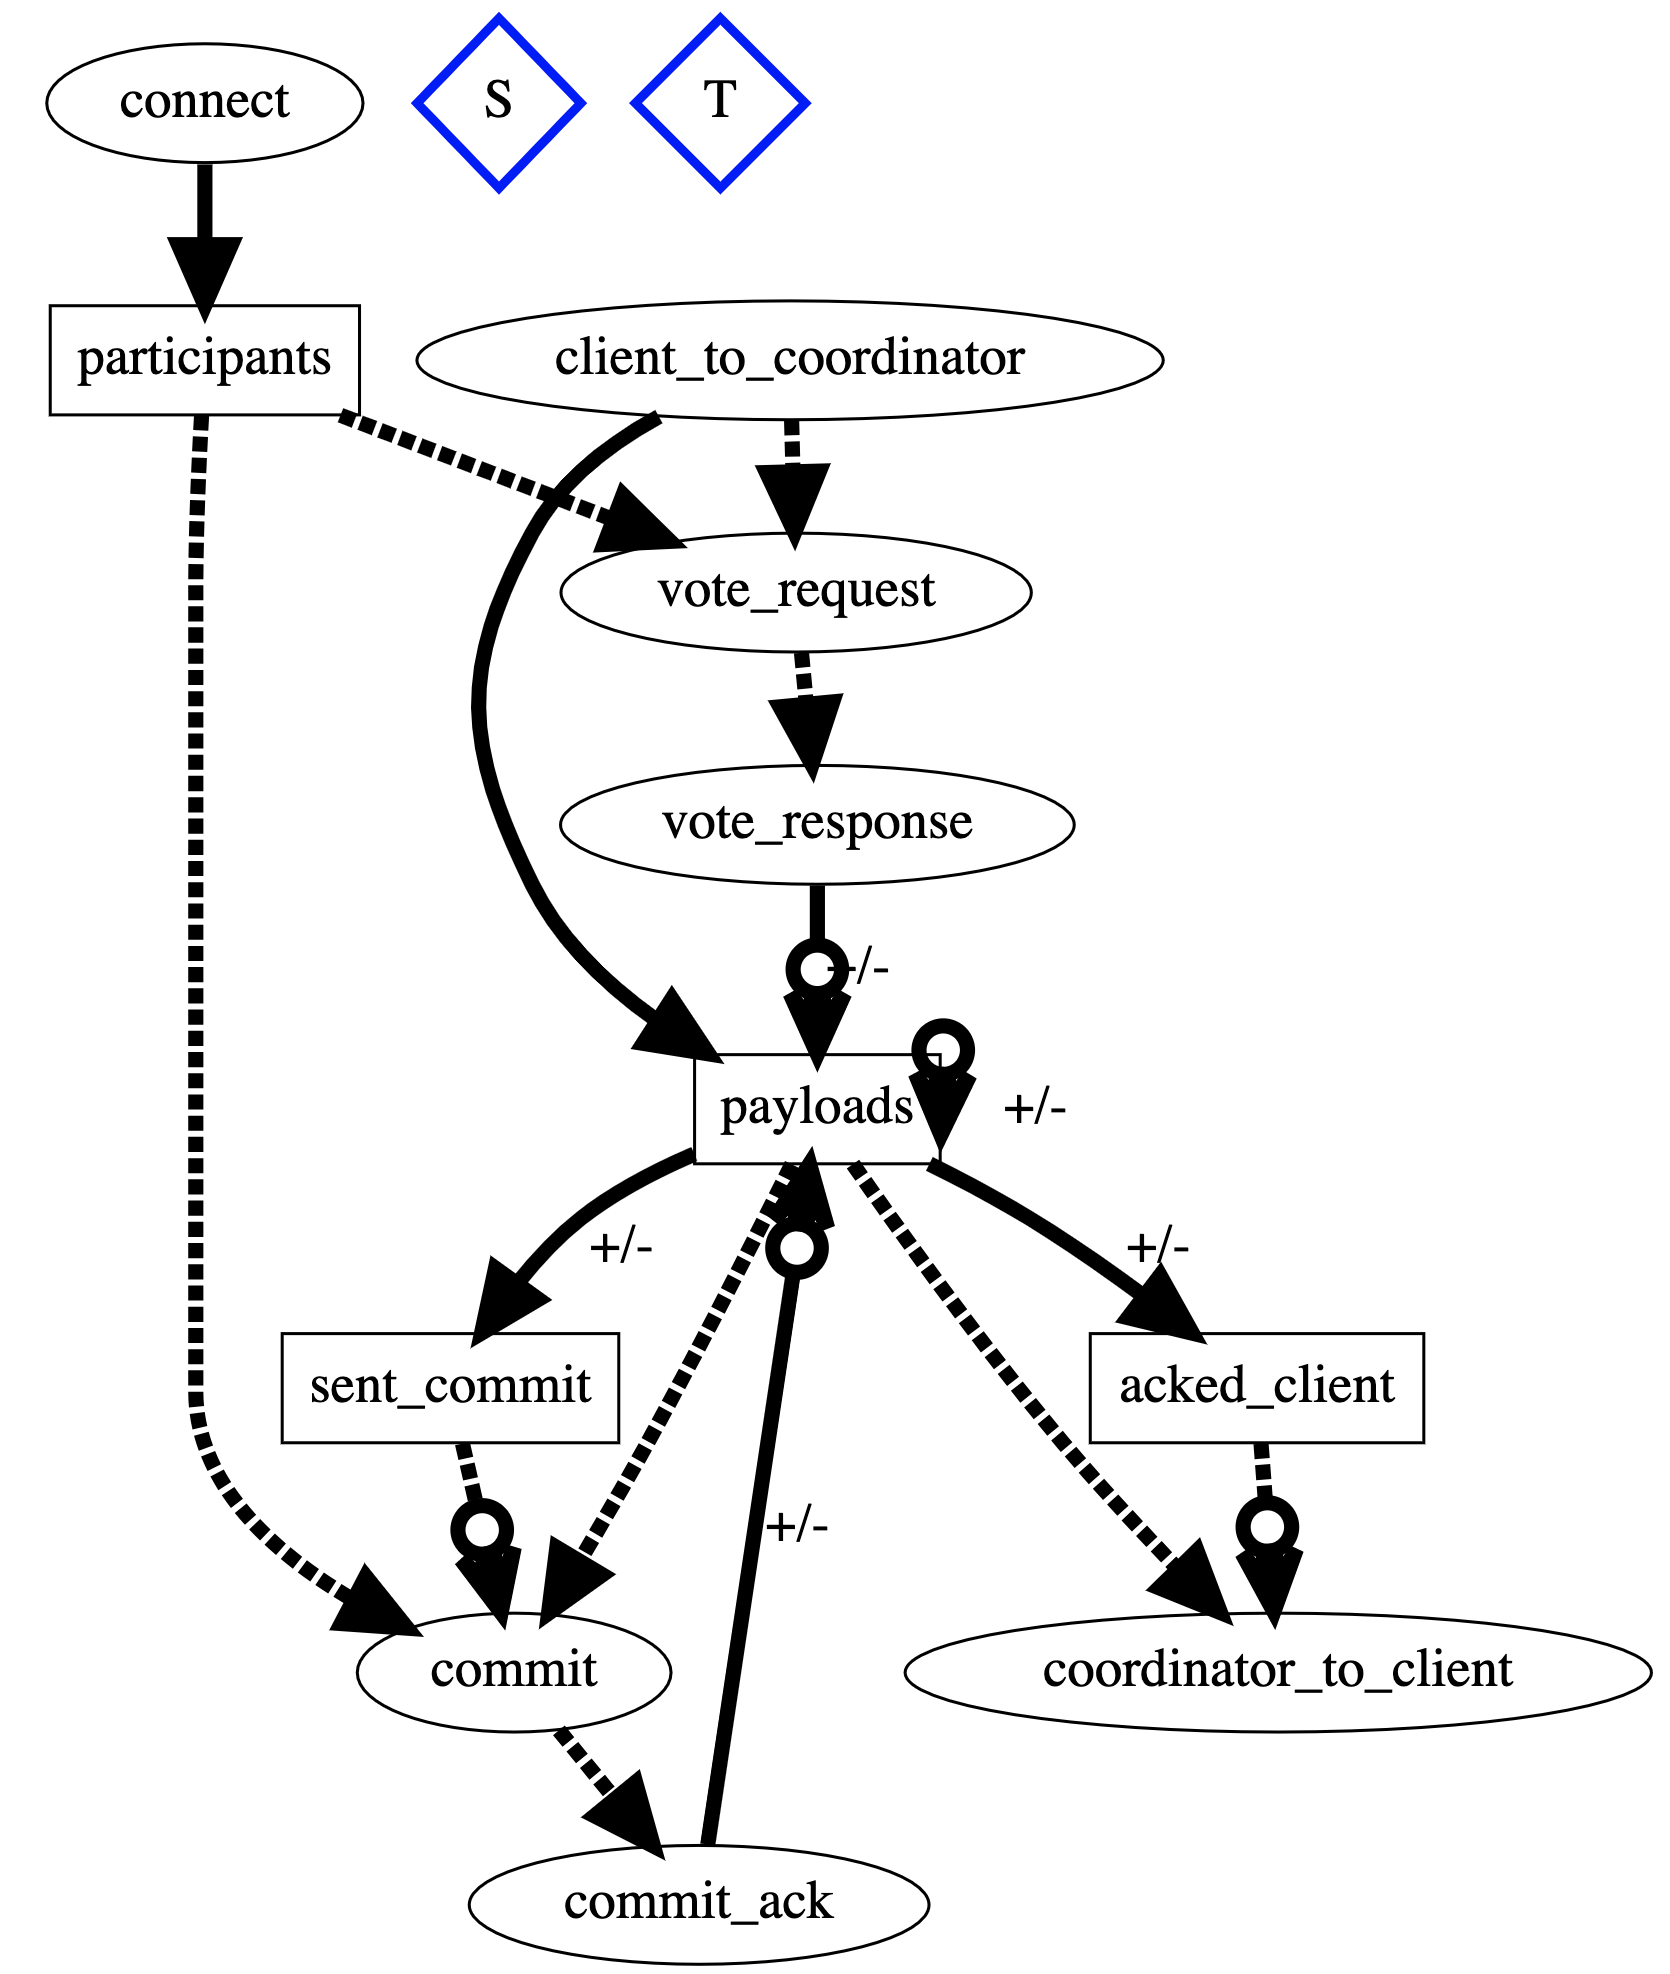 connect
S
T
participants
client_to_coordinator
vote_request
vote_response
+/-
payloads
+/-
+/-
+/-
sent_commit
acked_client
+/-
commit
coordinator_to_client
commit_ack